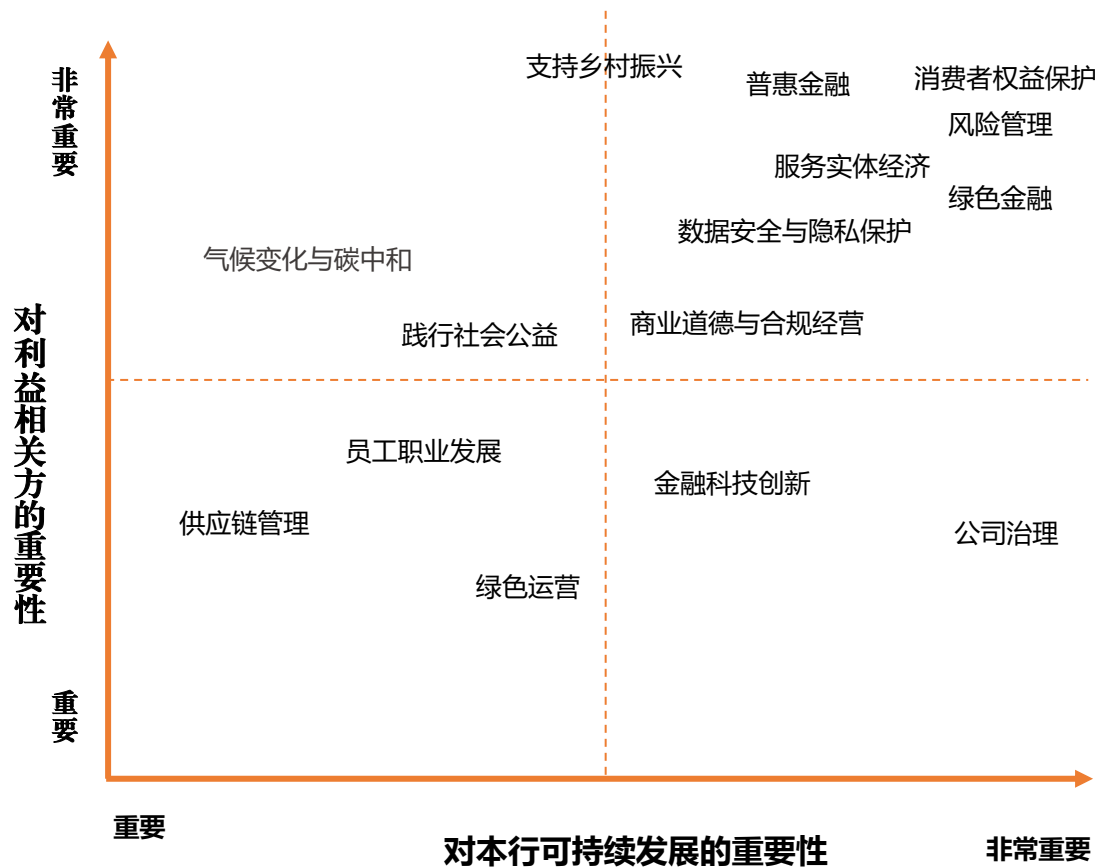 非常重要
支持乡村振兴
普惠金融
消费者权益保护
风险管理
服务实体经济
绿色金融
数据安全与隐私保护
气候变化与碳中和
商业道德与合规经营
践行社会公益
对利益相关方的重要性
员工职业发展
金融科技创新
供应链管理
公司治理
绿色运营
重要
重要
对本行可持续发展的重要性
非常重要